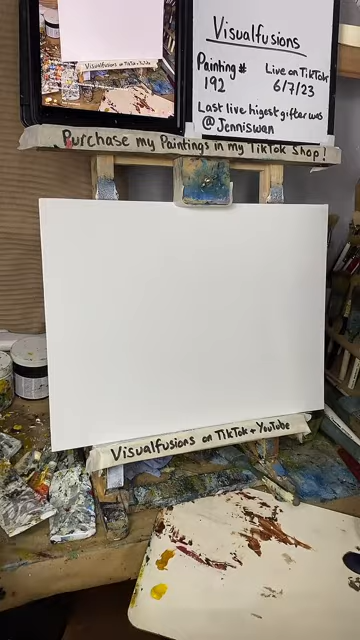 Visualfusions on TikTok + YouTube
Visualfusions
Painting #
192
Live on TikTok
6/7/23
Last live higest gifter was
@Jenniswan
Purchase my Paintings in my TikTok Shop!
Visualfusions on TikTok + YouTube